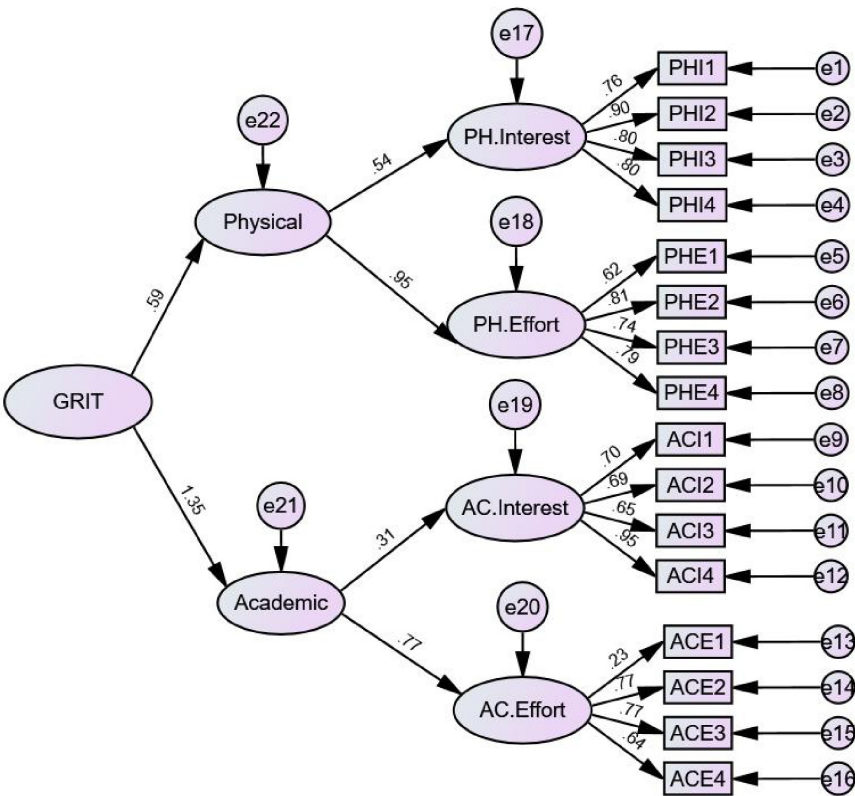 e17
PHI1
e1
.76
PHI2
e2
.90
PH.Interest
PHI3
e3
.80
PHI4
e4
.80
e22
.54
Physical
e18
PHE1
e5
.62
PHE2
e6
.81
PH.Effort
PHE3
e7
.74
PHE4
e8
.79
.95
.59
GRIT
e19
ACI1
e9
.70
ACI2
e10
.69
AC.Interest
ACI3
e11
.65
ACI4
e12
.95
1.35
e21
.31
Academic
e20
ACE1
e13
.23
ACE2
e14
.77
AC.Effort
ACE3
e15
.77
ACE4
e16
.64
.77